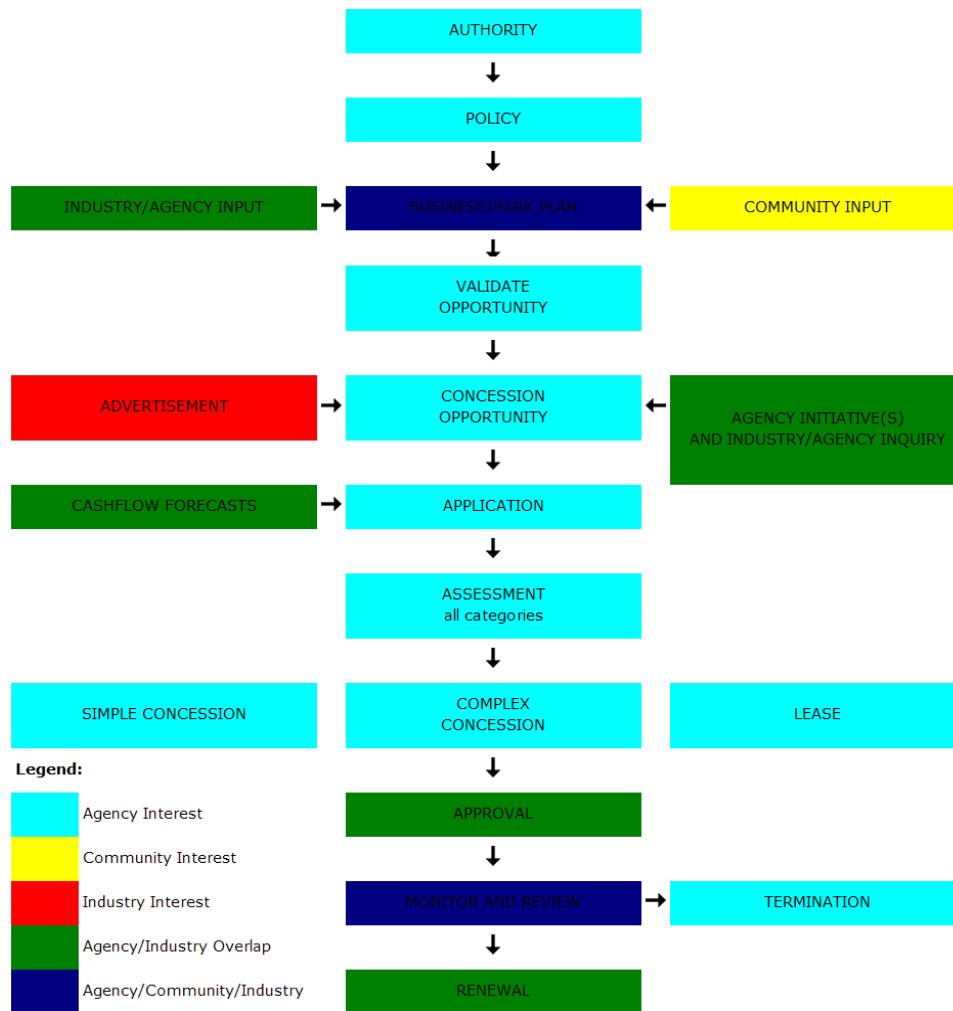 AUTHORITY
POLICY
INDUSTRY/AGENCY INPUT
BUSINESS/PARK PLAN
COMMUNITY INPUT
VALIDATE
OPPORTUNITY
ADVERTISEMENT
CONCESSION
OPPORTUNITY
AGENCY INITIATIVE(S)
AND INDUSTRY/AGENCY INQUIRY
CASHFLOW FORECASTS
APPLICATION
ASSESSMENT
all categories
SIMPLE CONCESSION
COMPLEX
CONCESSION
LEASE
Legend:
Agency Interest
APPROVAL
Community Interest
Industry Interest
MONITOR AND REVIEW
TERMINATION
Agency/Industry Overlap
Agency/Community/Industry
RENEWAL